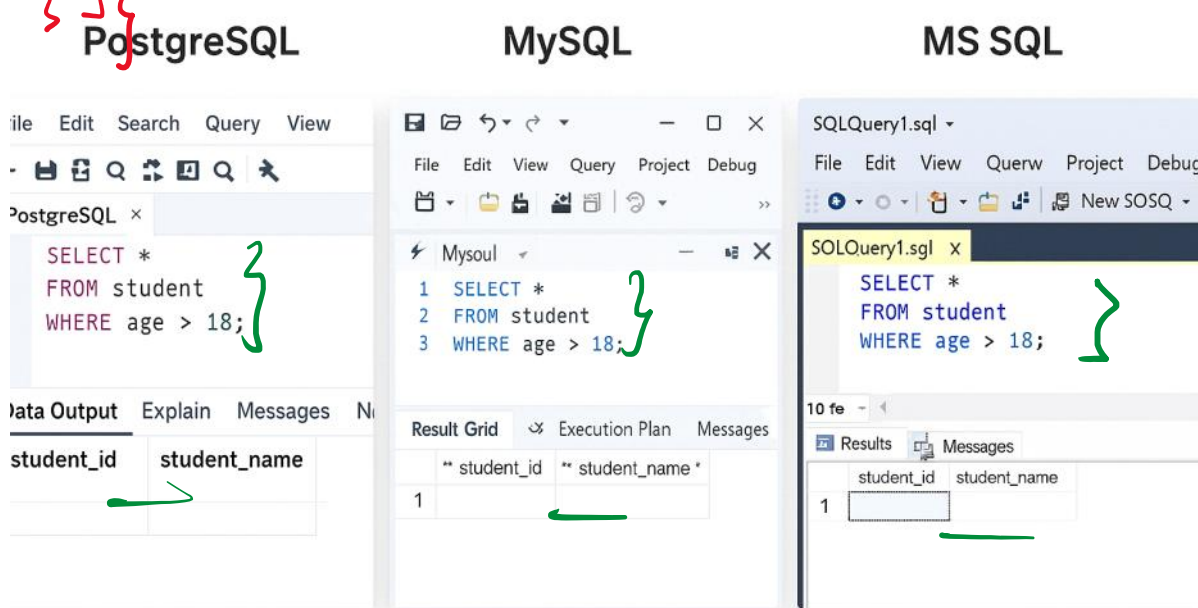 PostgreSQL
MySQL
MS SQL
ile Edit Search Query View
PostgreSQL ×
SELECT *
FROM student
WHERE age > 18;
Data Output Explain Messages
student_id student_name
File Edit View Query Project Debug
Mysoul
1 SELECT *
2 FROM student
3 WHERE age > 18;
Result Grid Execution Plan Messages
" student_id " student_name *
1
SQLQuery1.sql
File Edit View Querw Project Debug
New SOSQ
SOLQuery1.sgl X
SELECT *
FROM student
WHERE age > 18;
10 fe
Results Messages
student_id student_name
1